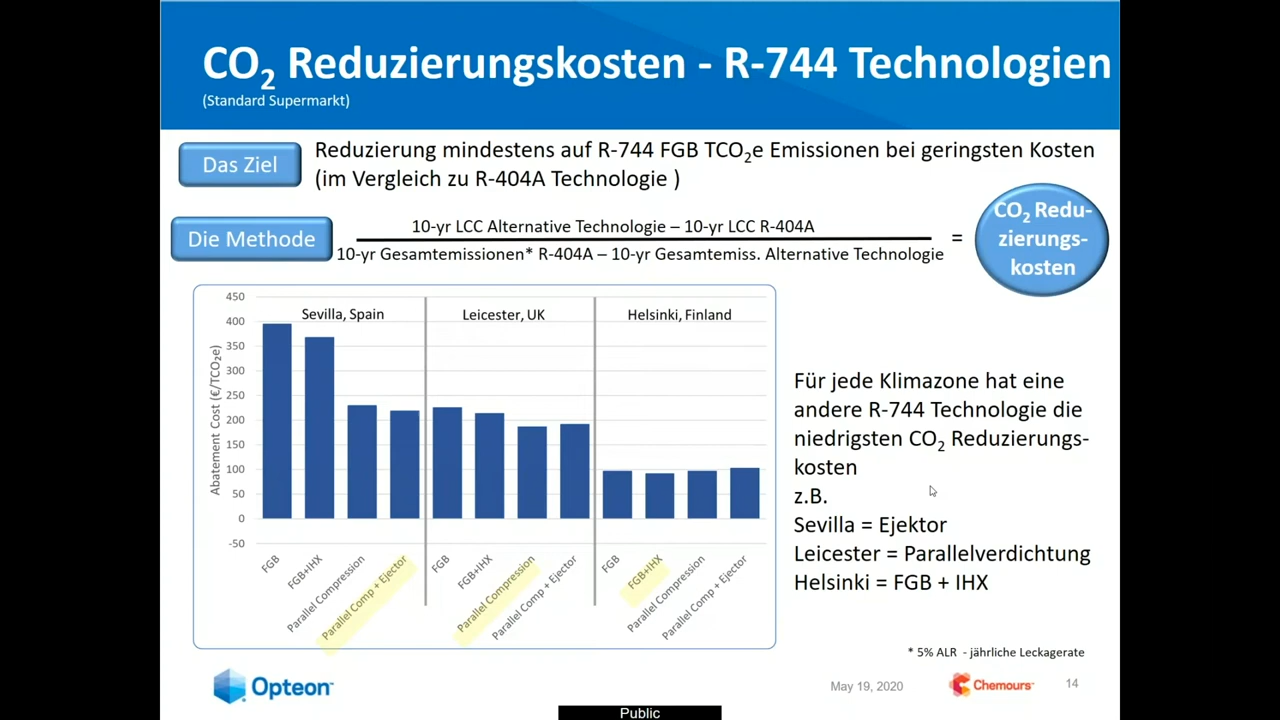 CO2 Reduzierungskosten - R-744 Technologien
(Standard Supermarkt)
Das Ziel
Reduzierung mindestens auf R-744 FGB TCO2e Emissionen bei geringsten Kosten
(im Vergleich zu R-404A Technologie )
Die Methode
10-yr LCC Alternative Technologie – 10-yr LCC R-404A
10-yr Gesamtemissionen* R-404A – 10-yr Gesamtemiss. Alternative Technologie
=
CO2 Redu-
zierungs-
kosten
Abatement Cost (€/TCO2e)
450
400
350
300
250
200
150
100
50
0
-50
Sevilla, Spain
Leicester, UK
Helsinki, Finland
FGB
FGB+IHX
Parallel Compression
Parallel Comp + Ejector
FGB
FGB+IHX
Parallel Compression
Parallel Comp + Ejector
FGB
FGB+IHX
Parallel Compression
Parallel Comp + Ejector
Für jede Klimazone hat eine
andere R-744 Technologie die
niedrigsten CO2 Reduzierungs-
kosten
z.B.
Sevilla = Ejektor
Leicester = Parallelverdichtung
Helsinki = FGB + IHX
* 5% ALR - jährliche Leckagerate
Opteon™
May 19, 2020
Chemours™
14
Public